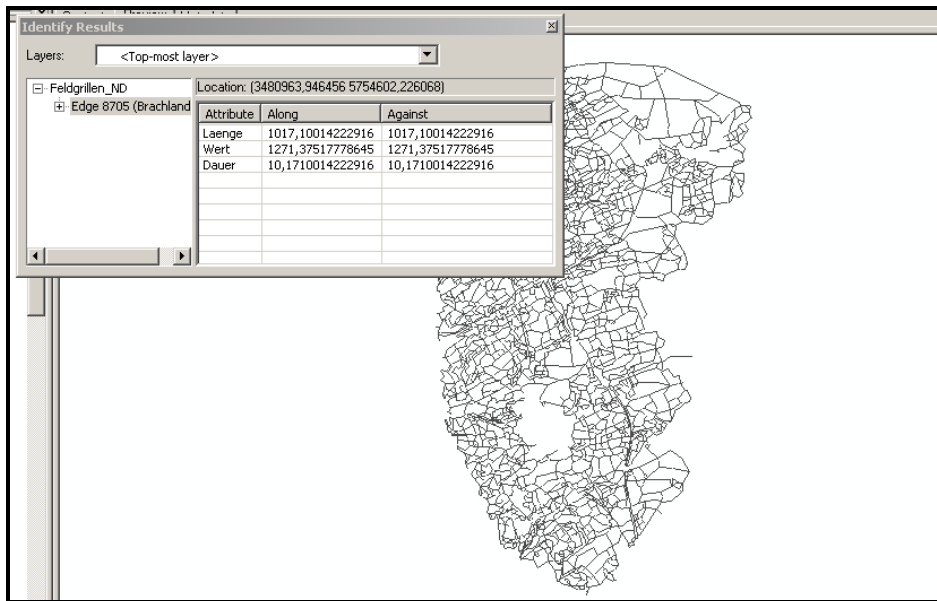 Identify Results
Layers: <Top-most layer>
Feldgrillen_ND
Edge 8705 (Brachland
Location: (3480963,946456 5754602,226068)
Attribute Along Against
Laenge 1017,10014222916 1017,10014222916
Wert 1271,37517778645 1271,37517778645
Dauer 10,1710014222916 10,1710014222916